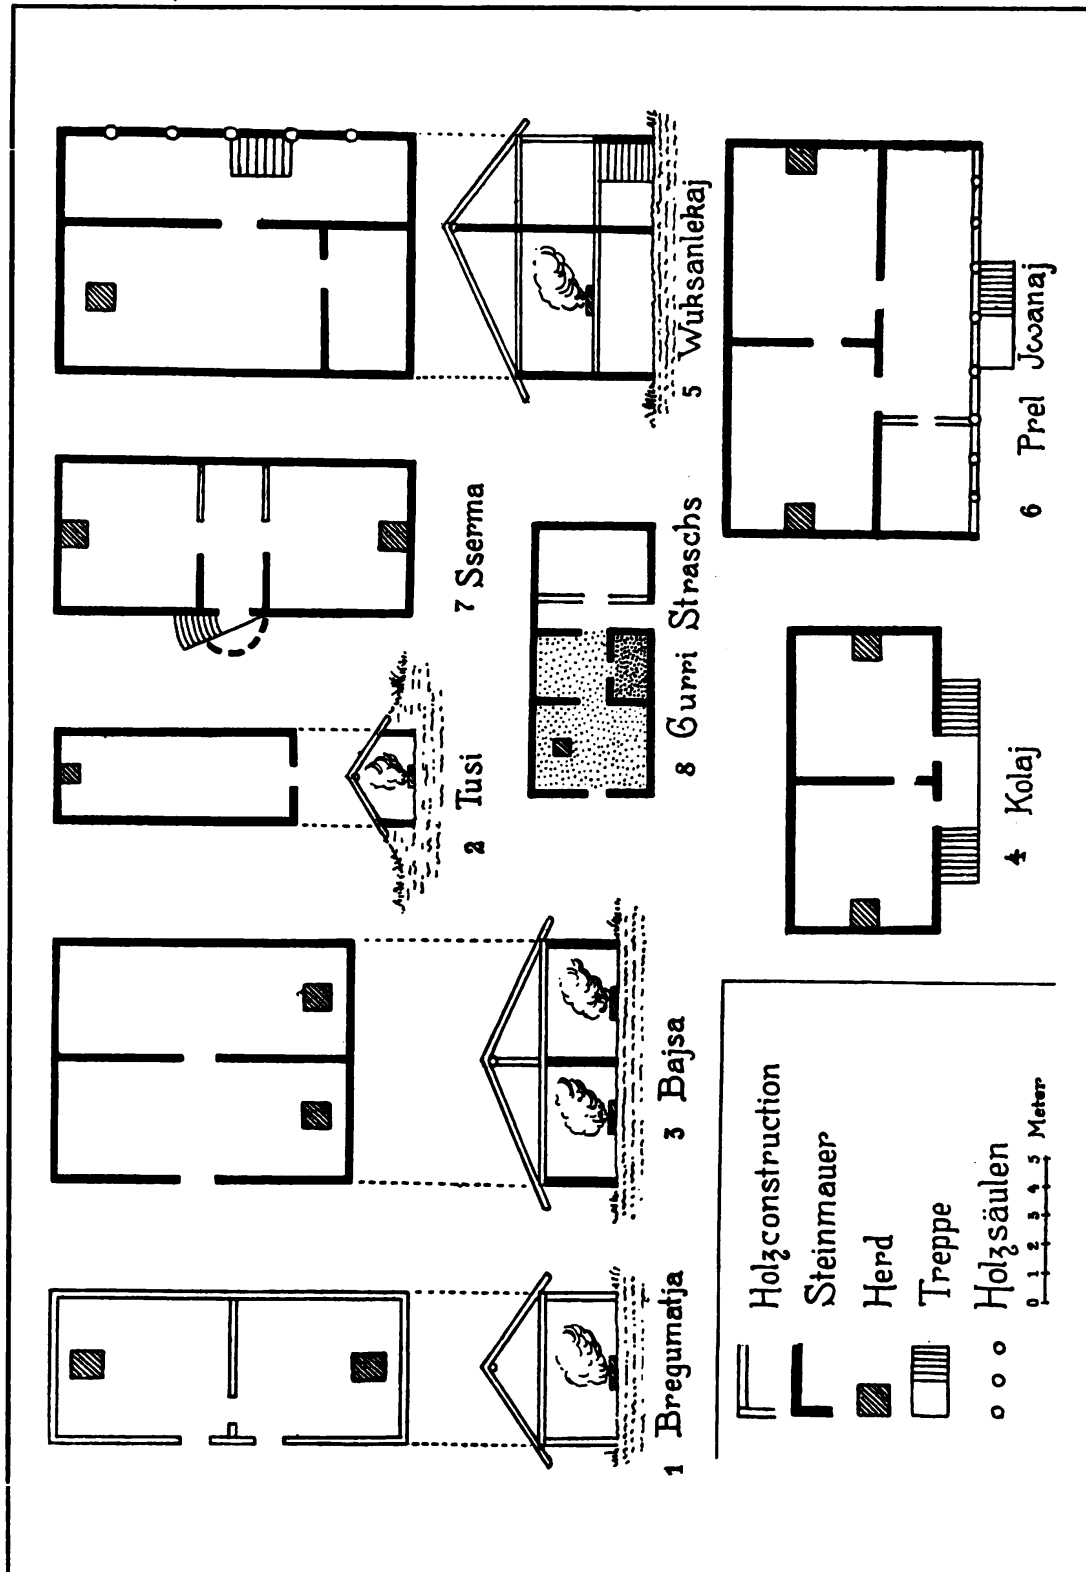 1 Bregumatja
3 Bajsa
2 Tusi
7 Sserma
5 Wuksanlekaj
8 Gurri Straschs
4 Kolaj
6 Prel Jwanaj
Holzconstruction
Steinmauer
Herd
Treppe
Holzsäulen
0 1 2 3 4 5 Meter